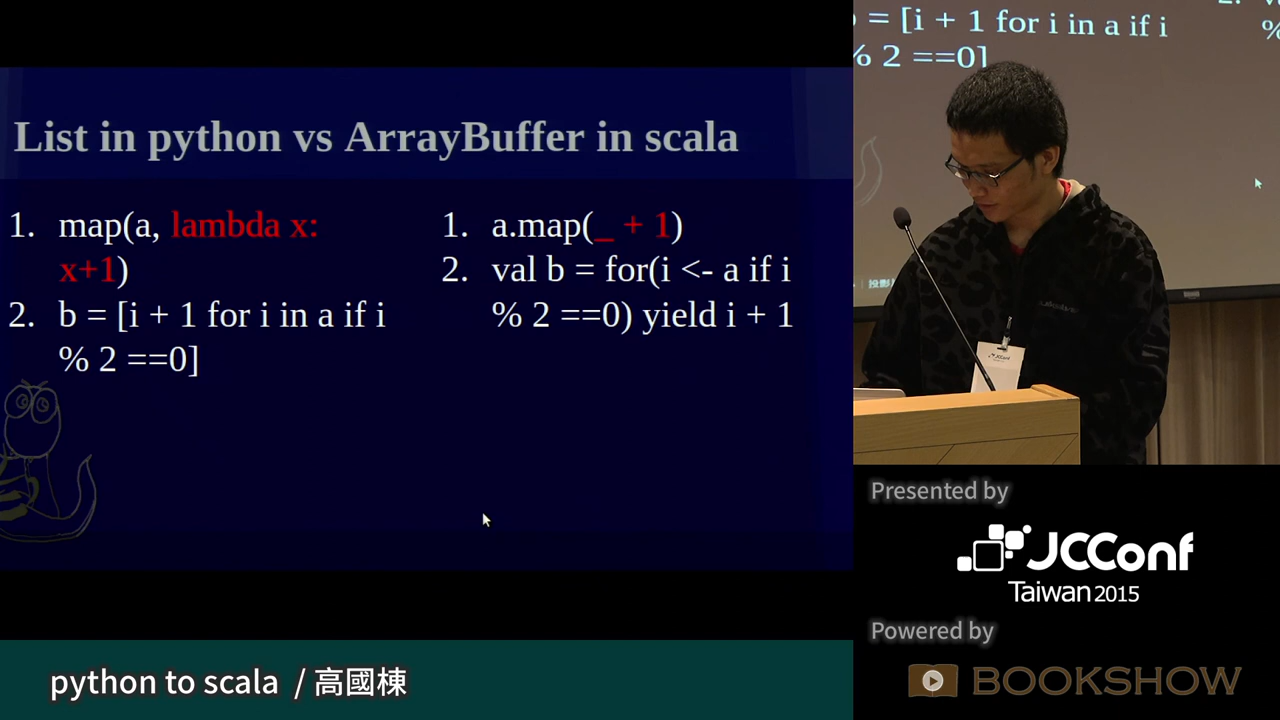 List in python vs ArrayBuffer in scala
1. map(a, lambda x:
x+1)
2. b = [i + 1 for i in a if i
% 2 ==0]
1. a.map(_ + 1)
2. val b = for(i <- a if i
% 2 ==0) yield i + 1
= [i + 1 for i in a if i
% 2 ==0]
%
JCConf
Presented by
JCConf
Taiwan 2015
Powered by
BOOKSHOW
python to scala / 高國棟